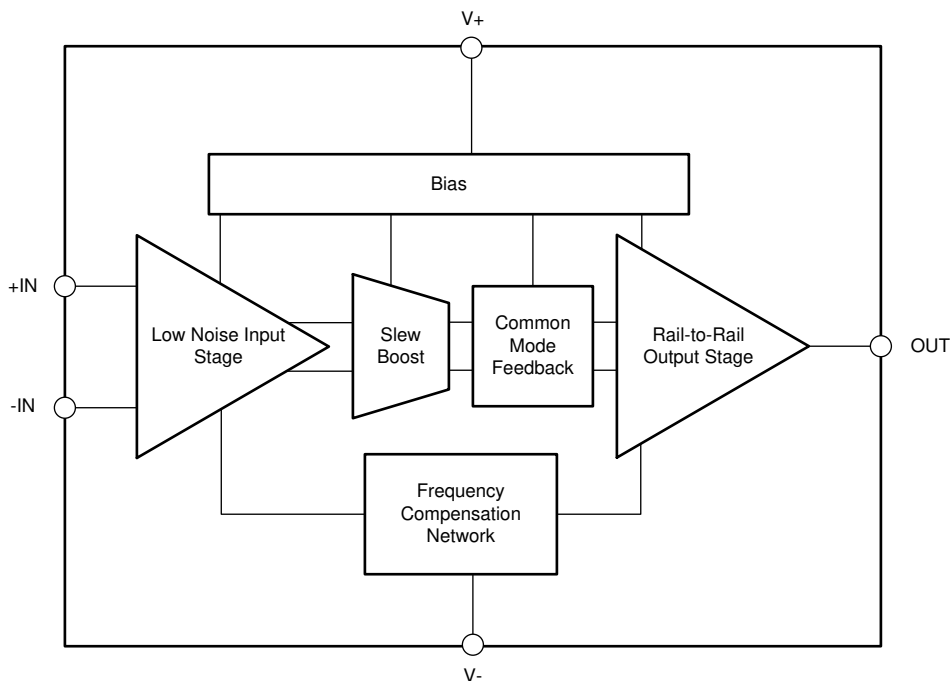 V+
Bias
+IN
Low Noise Input
Stage
Slew
Boost
Common
Mode
Feedback
Rail-to-Rail
Output Stage
OUT
-IN
Frequency
Compensation
Network
V-